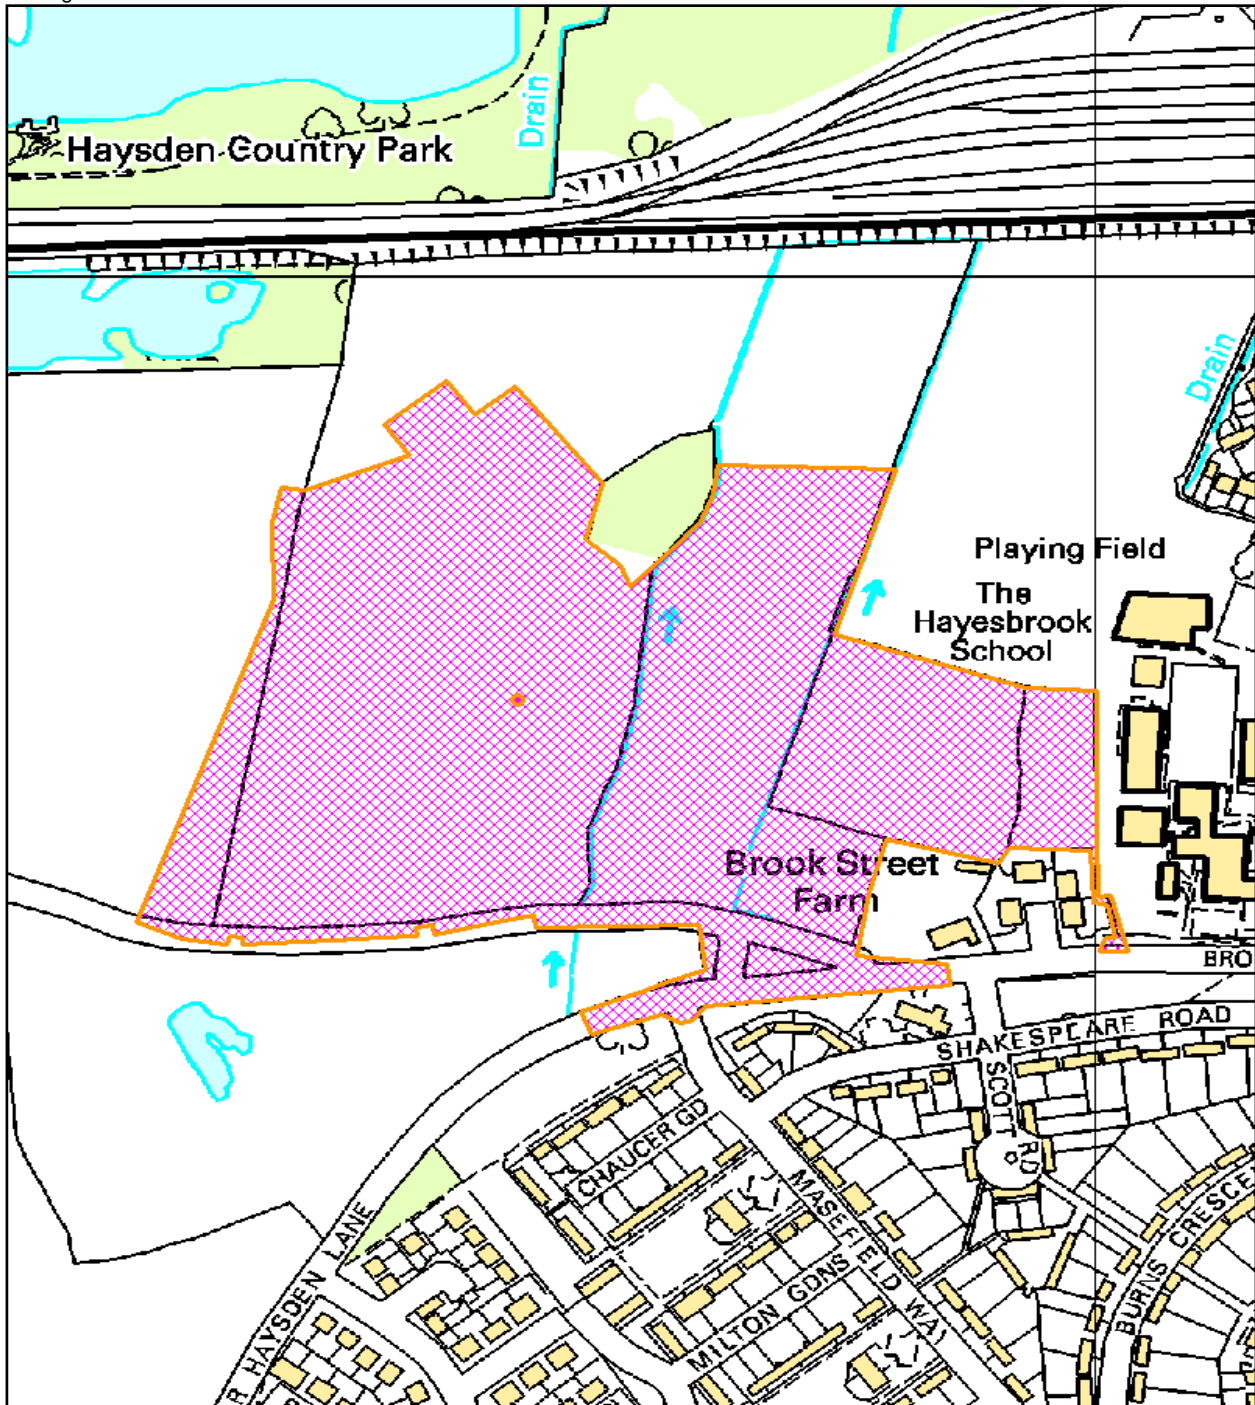 Drain
Haysden Country Park
Drain
Playing Field
The
Hayesbrook
School
Brook Street
Farm
BRO
SHAKESPEARE ROAD
SCOTT RD
CHAUCER GD
MASEFIELD WAY
MILTON GDNS
BURNS CRESCE
R HAYSDEN LANE